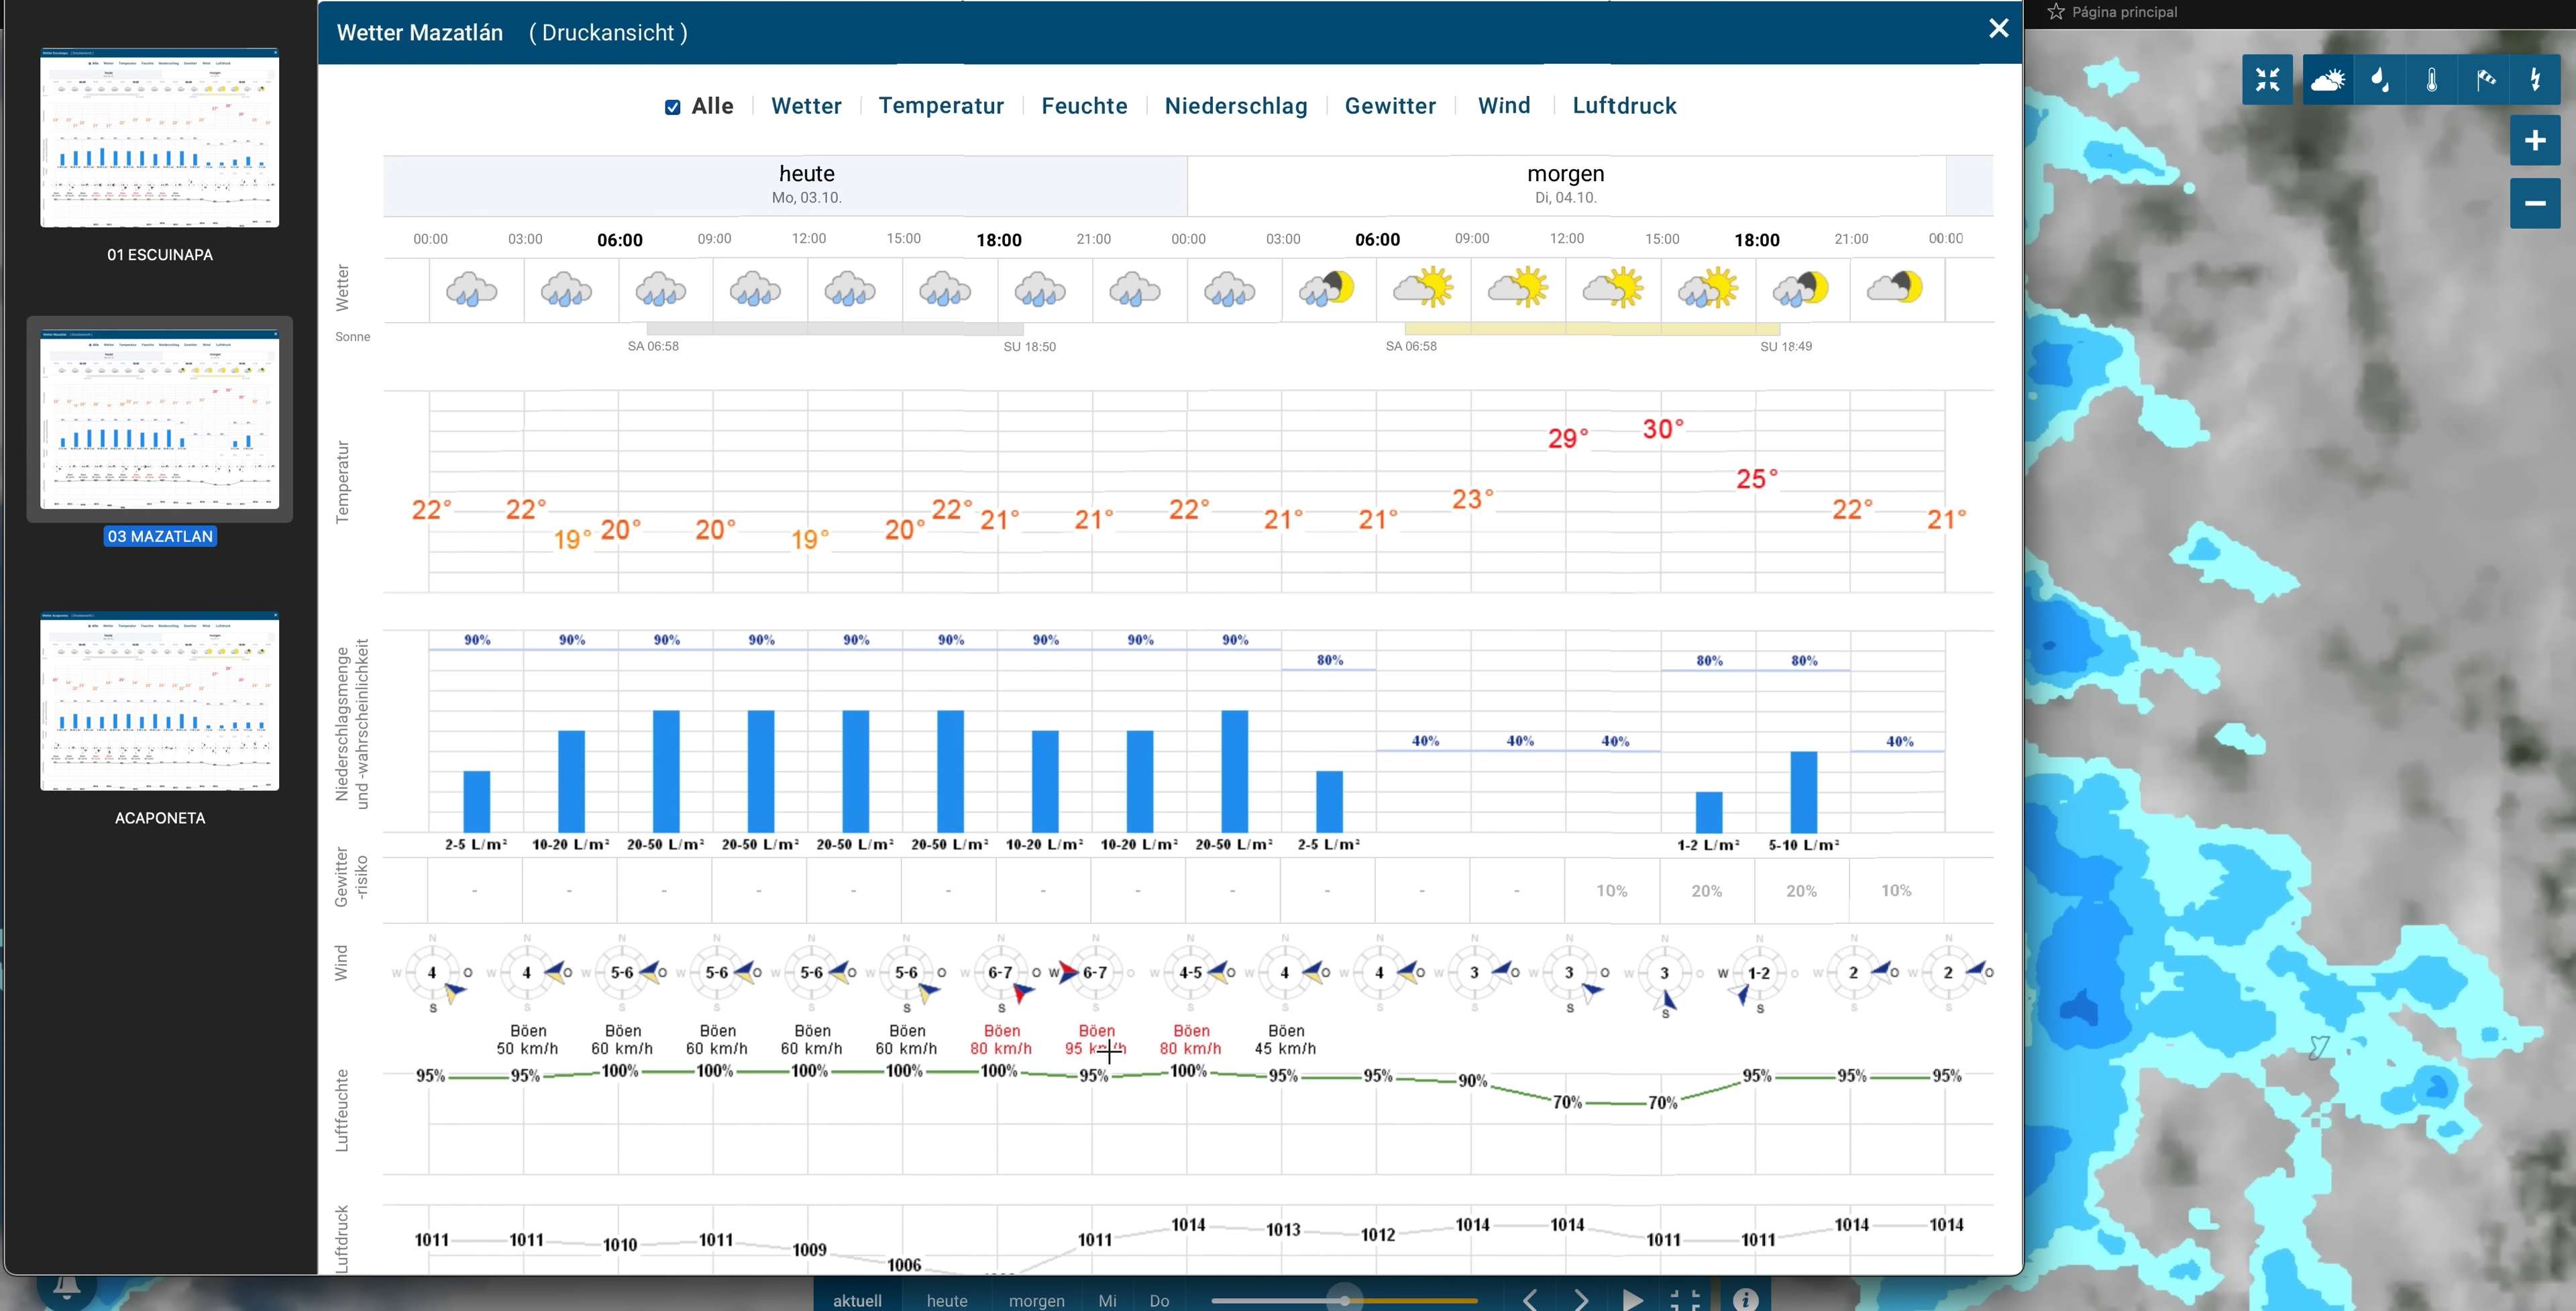 Página principal
Wetter Mazatlán ( Druckansicht )
Alle Wetter Temperatur Feuchte Niederschlag Gewitter Wind Luftdruck
heute morgen
Mo, 03.10. Di, 04.10.
00:00 03:00 06:00 09:00 12:00 15:00 18:00 21:00 00:00 03:00 06:00 09:00 12:00 15:00 18:00 21:00 00:00
Wetter
Sonne
SA 06:58 SU 18:50 SA 06:58 SU 18:49
Temperatur
22° 22° 19° 20° 20° 19° 20° 22° 21° 21° 22° 21° 21° 23° 29° 30° 25° 22° 21°
Niederschlagsmenge
und -wahrscheinlichkeit
90% 90% 90% 90% 90% 90% 90% 90% 90% 80% 40% 40% 40% 80% 80% 40%
2-5 L/m² 10-20 L/m² 20-50 L/m² 20-50 L/m² 20-50 L/m² 20-50 L/m² 10-20 L/m² 10-20 L/m² 20-50 L/m² 2-5 L/m² 1-2 L/m² 5-10 L/m²
Gewitter
-risiko
- - - - - - - - - - - - 10% 20% 20% 10%
Wind
N N N N N N N N N N N N N N N N N
W 4 O W 4 O W 5-6 O W 5-6 O W 5-6 O W 5-6 O W 6-7 O W 6-7 O W 4-5 O W 4 O W 4 O W 3 O W 3 O W 3 O W 1-2 O W 2 O W 2 O
S S S S S S S S S S S S S S S S S
Böen Böen Böen Böen Böen Böen Böen Böen Böen
50 km/h 60 km/h 60 km/h 60 km/h 60 km/h 80 km/h 95 km/h 80 km/h 45 km/h
Luftfeuchte
95% 95% 100% 100% 100% 100% 100% 95% 100% 95% 95% 90% 70% 70% 95% 95% 95%
Luftdruck
1011 1011 1010 1011 1009 1006 1011 1014 1013 1012 1014 1014 1011 1011 1014 1014
01 ESCUINAPA
03 MAZATLAN
ACAPONETA
aktuell heute morgen Mi Do